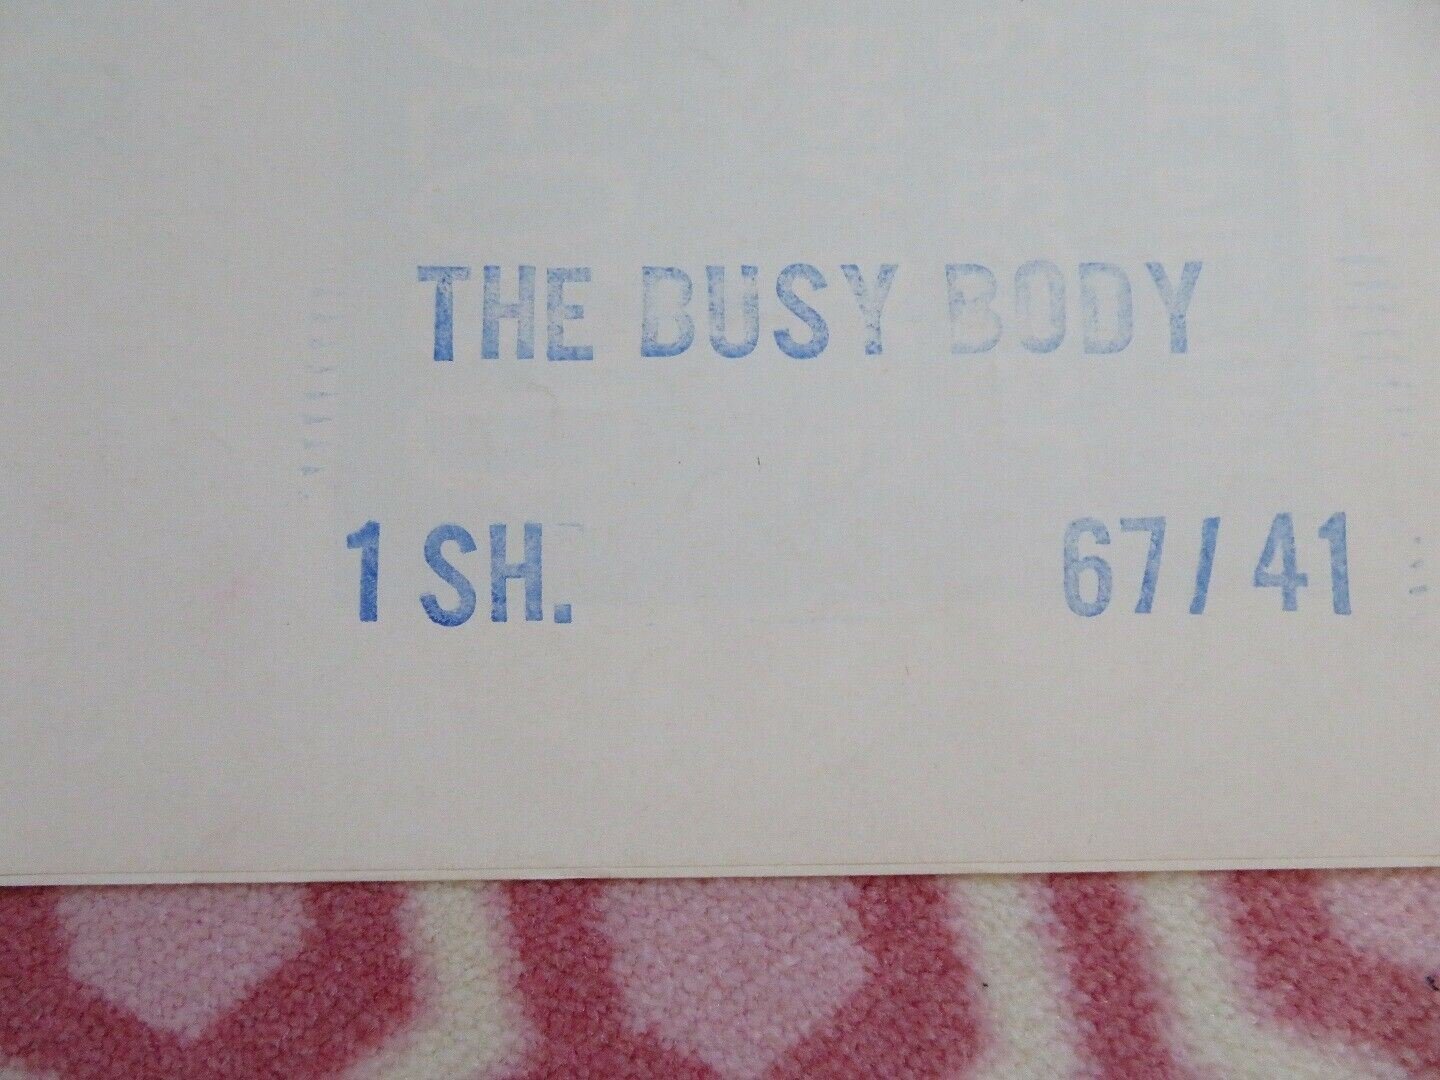 THE BUSY BODY
1 SH. 67/41